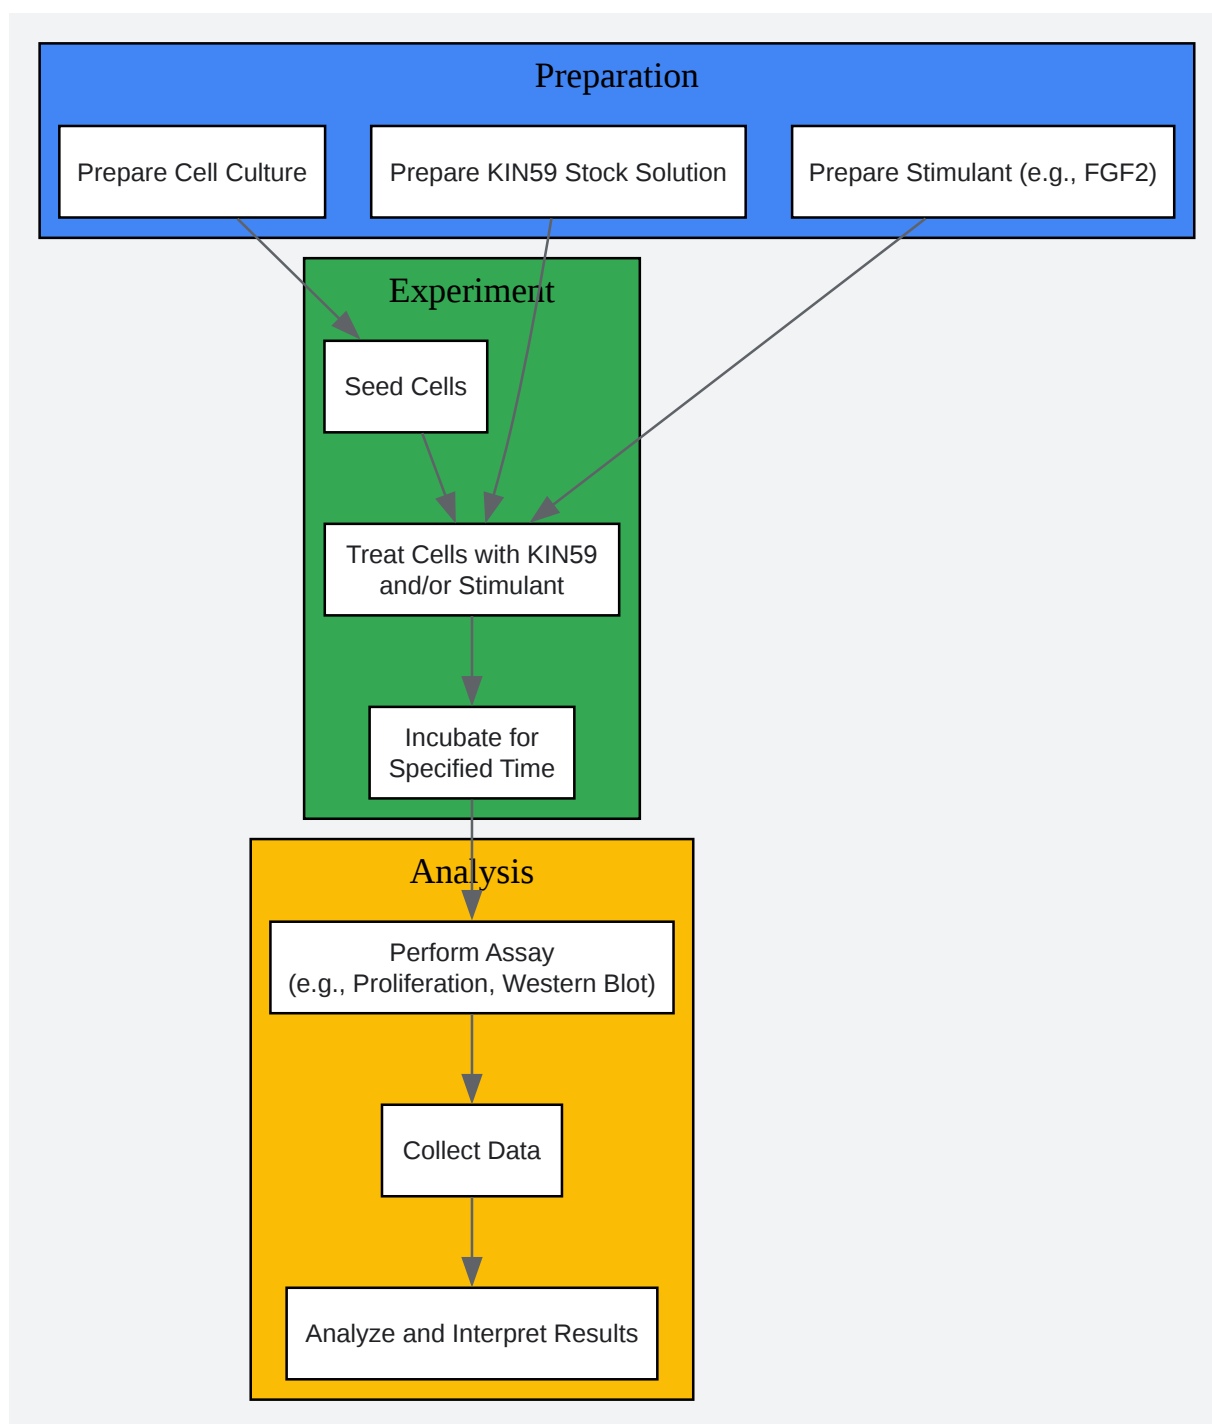 Preparation
Prepare Cell Culture
Prepare KIN59 Stock Solution
Prepare Stimulant (e.g., FGF2)
Experiment
Seed Cells
Treat Cells with KIN59
and/or Stimulant
Incubate for
Specified Time
Analysis
Perform Assay
(e.g., Proliferation, Western Blot)
Collect Data
Analyze and Interpret Results